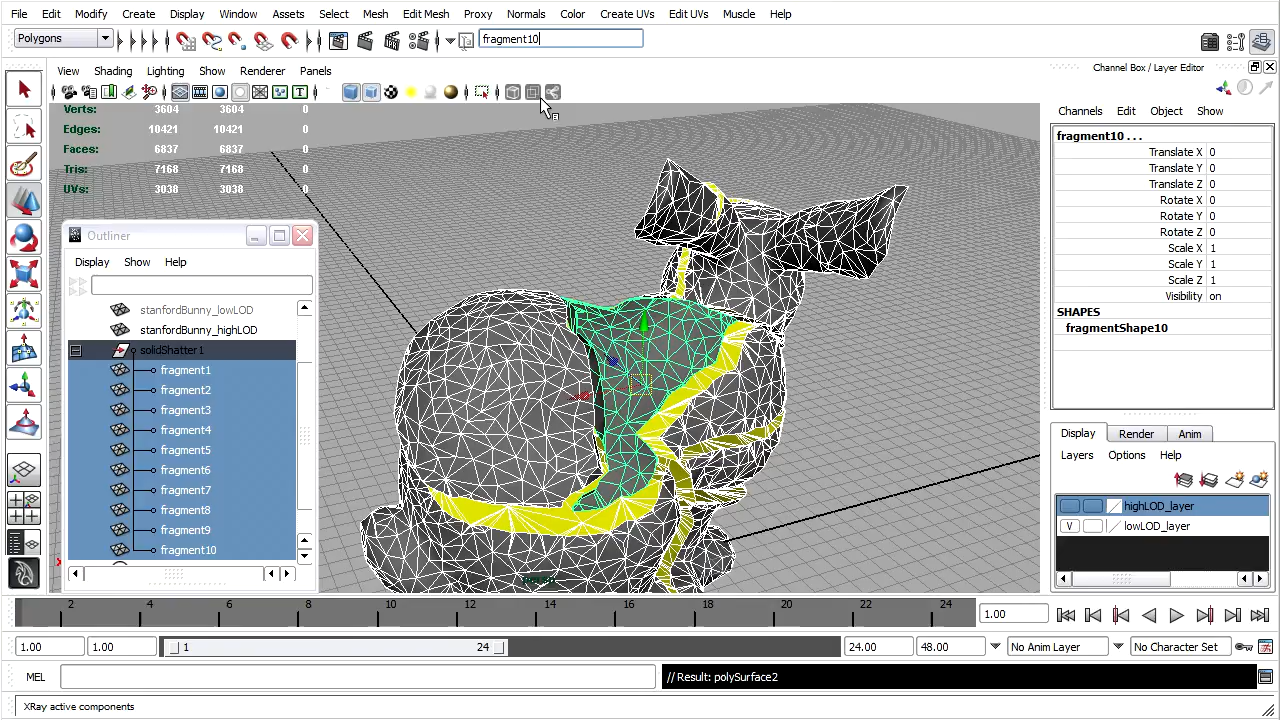 File Edit Modify Create Display Window Assets Select Mesh Edit Mesh Proxy Normals Color Create UVs Edit UVs Muscle Help
Polygons fragment10
View Shading Lighting Show Renderer Panels
Channel Box / Layer Editor
Verts: 3604 3604 0
Edges: 10421 10421 0
Faces: 6837 6837 0
Tris: 7168 7168 0
UVs: 3038 3038 0
Channels Edit Object Show
fragment10 . . .
Translate X 0
Translate Y 0
Translate Z 0
Rotate X 0
Rotate Y 0
Rotate Z 0
Scale X 1
Scale Y 1
Scale Z 1
Visibility on
SHAPES
fragmentShape10
Outliner
Display Show Help
stanfordBunny_lowLOD
stanfordBunny_highLOD
solidShatter1
fragment1
fragment2
fragment3
fragment4
fragment5
fragment6
fragment7
fragment8
fragment9
fragment10
Display Render Anim
Layers Options Help
highLOD_layer
V lowLOD_layer
2 4 6 8 10 12 14 16 18 20 22 24 1.00
1.00 1.00 1 24 24.00 48.00 No Anim Layer No Character Set
MEL // Result: polySurface2
XRay active components